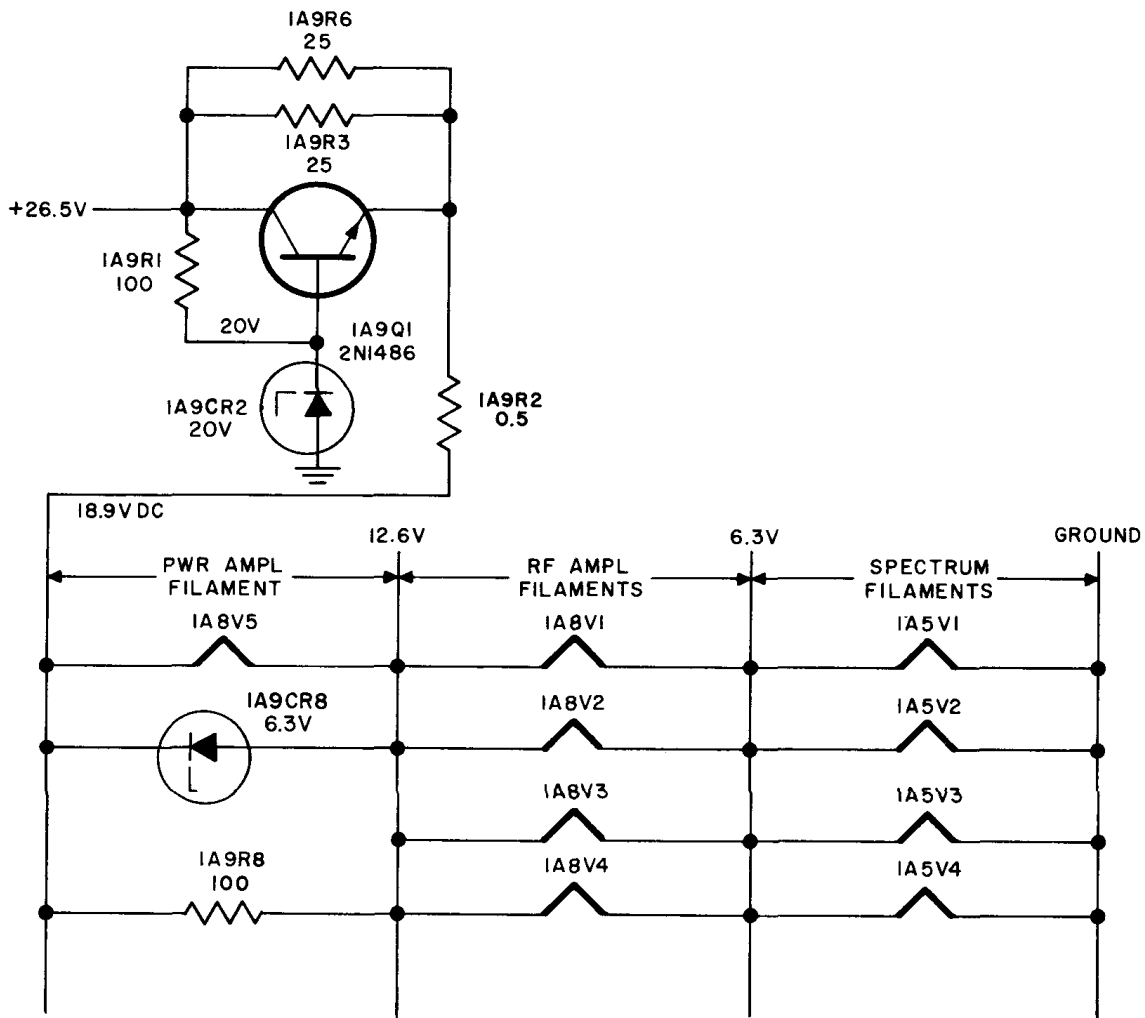 1A9R6
25
1A9R3
25
+26.5V
1A9R1
100
20V
1A9Q1
2N1486
1A9CR2
20V
1A9R2
0.5
18.9V DC
12.6V
6.3V
GROUND
PWR AMPL
FILAMENT
RF AMPL
FILAMENTS
SPECTRUM
FILAMENTS
1A8V5
1A8V1
1A5V1
1A9CR8
6.3V
1A8V2
1A5V2
1A8V3
1A5V3
1A9R8
100
1A8V4
1A5V4